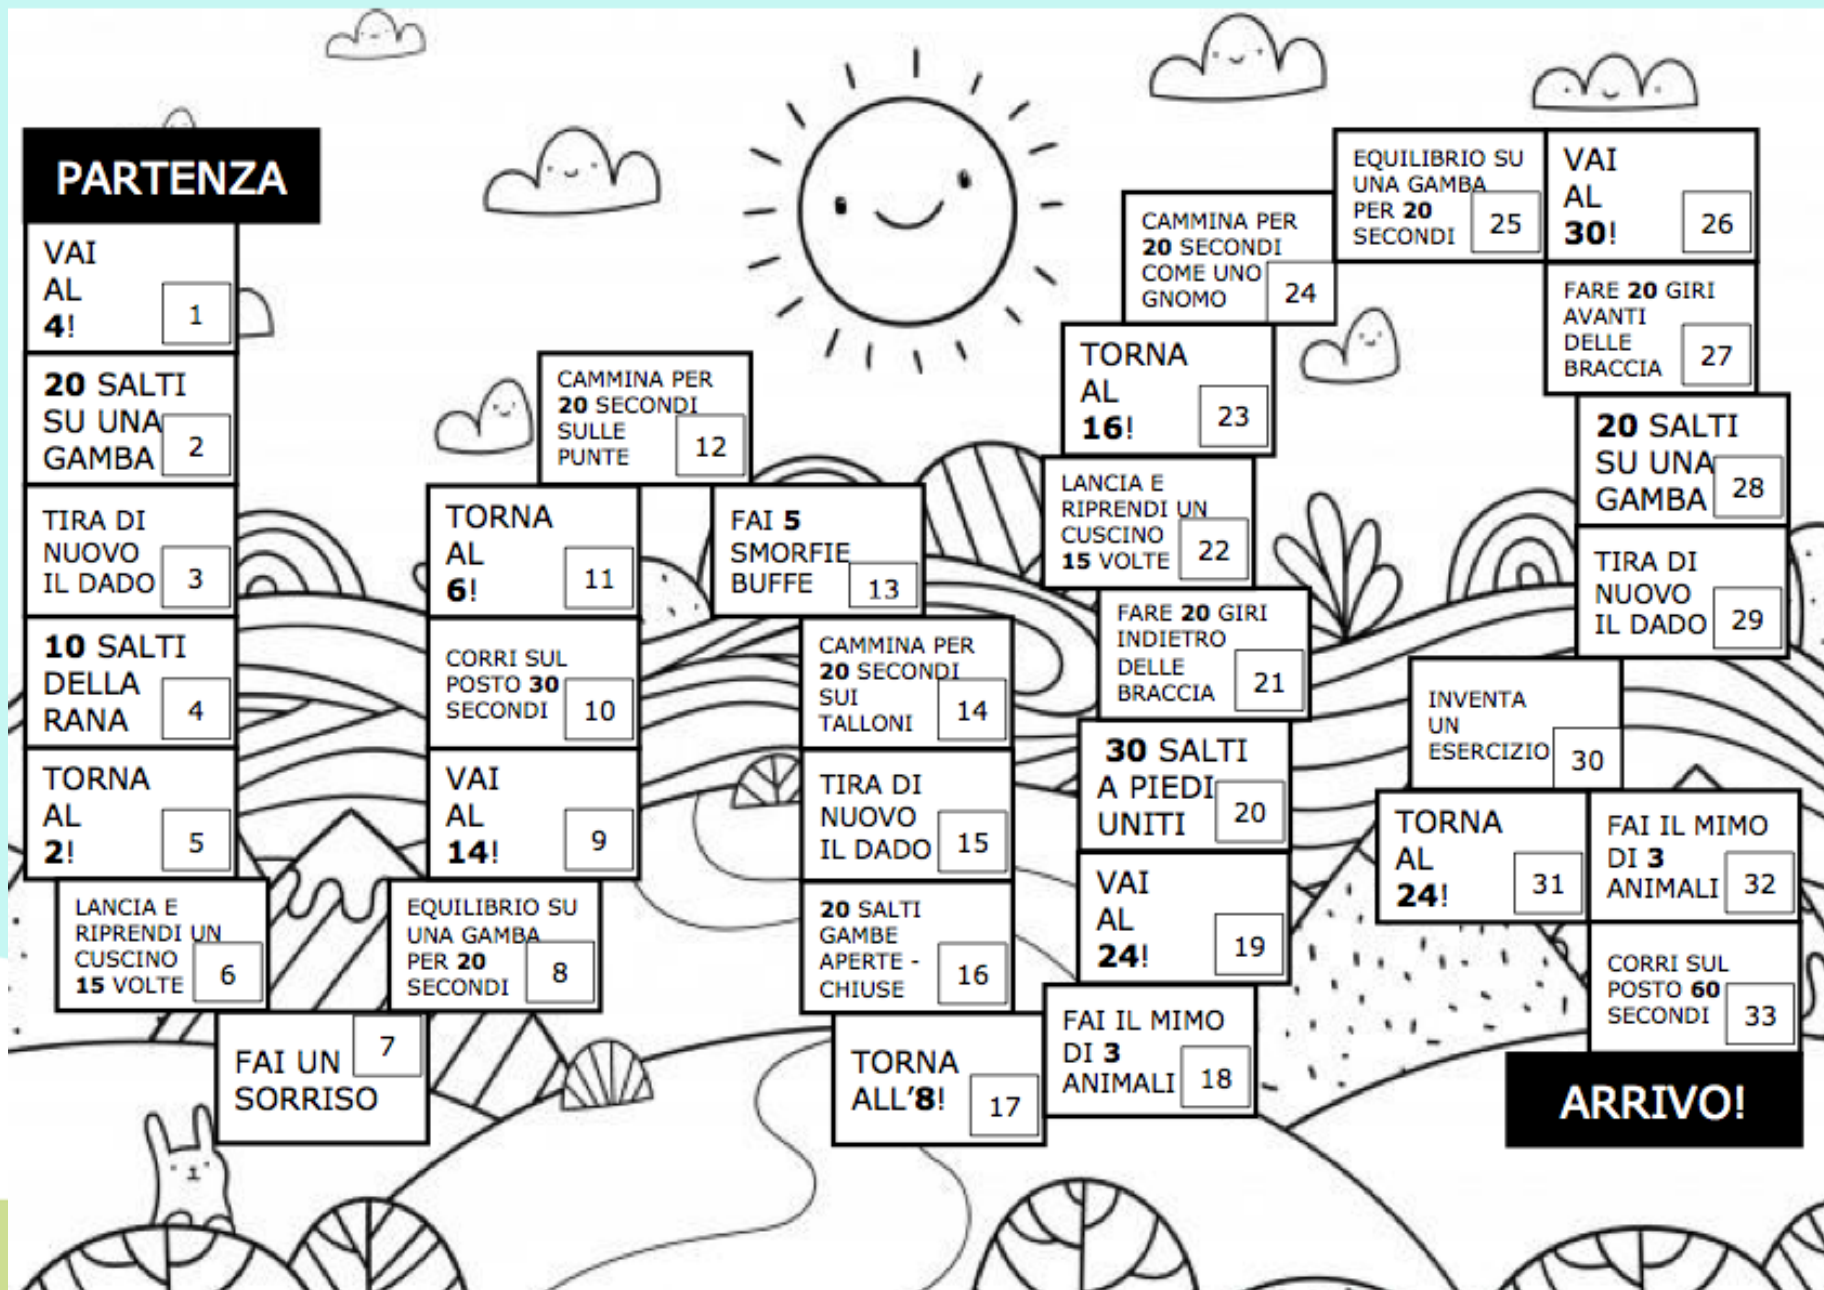 PARTENZA
VAI
AL
4!
1
20 SALTI
SU UNA
GAMBA
2
TIRA DI
NUOVO
IL DADO
3
10 SALTI
DELLA
RANA
4
TORNA
AL
2!
5
LANCIA E
RIPRENDI UN
CUSCINO
15 VOLTE
6
FAI UN
SORRISO
7
EQUILIBRIO SU
UNA GAMBA
PER 20
SECONDI
8
VAI
AL
14!
9
CORRI SUL
POSTO 30
SECONDI
10
TORNA
AL
6!
11
CAMMINA PER
20 SECONDI
SULLE
PUNTE
12
FAI 5
SMORFIE
BUFFE
13
CAMMINA PER
20 SECONDI
SUI
TALLONI
14
TIRA DI
NUOVO
IL DADO
15
20 SALTI
GAMBE
APERTE -
CHIUSE
16
TORNA
ALL'8!
17
FAI IL MIMO
DI 3
ANIMALI
18
VAI
AL
24!
19
30 SALTI
A PIEDI
UNITI
20
FARE 20 GIRI
INDIETRO
DELLE
BRACCIA
21
LANCIA E
RIPRENDI UN
CUSCINO
15 VOLTE
22
TORNA
AL
16!
23
CAMMINA PER
20 SECONDI
COME UNO
GNOMO
24
EQUILIBRIO SU
UNA GAMBA
PER 20
SECONDI
25
VAI
AL
30!
26
FARE 20 GIRI
AVANTI
DELLE
BRACCIA
27
20 SALTI
SU UNA
GAMBA
28
TIRA DI
NUOVO
IL DADO
29
INVENTA
UN
ESERCIZIO
30
TORNA
AL
24!
31
FAI IL MIMO
DI 3
ANIMALI
32
CORRI SUL
POSTO 60
SECONDI
33
ARRIVO!